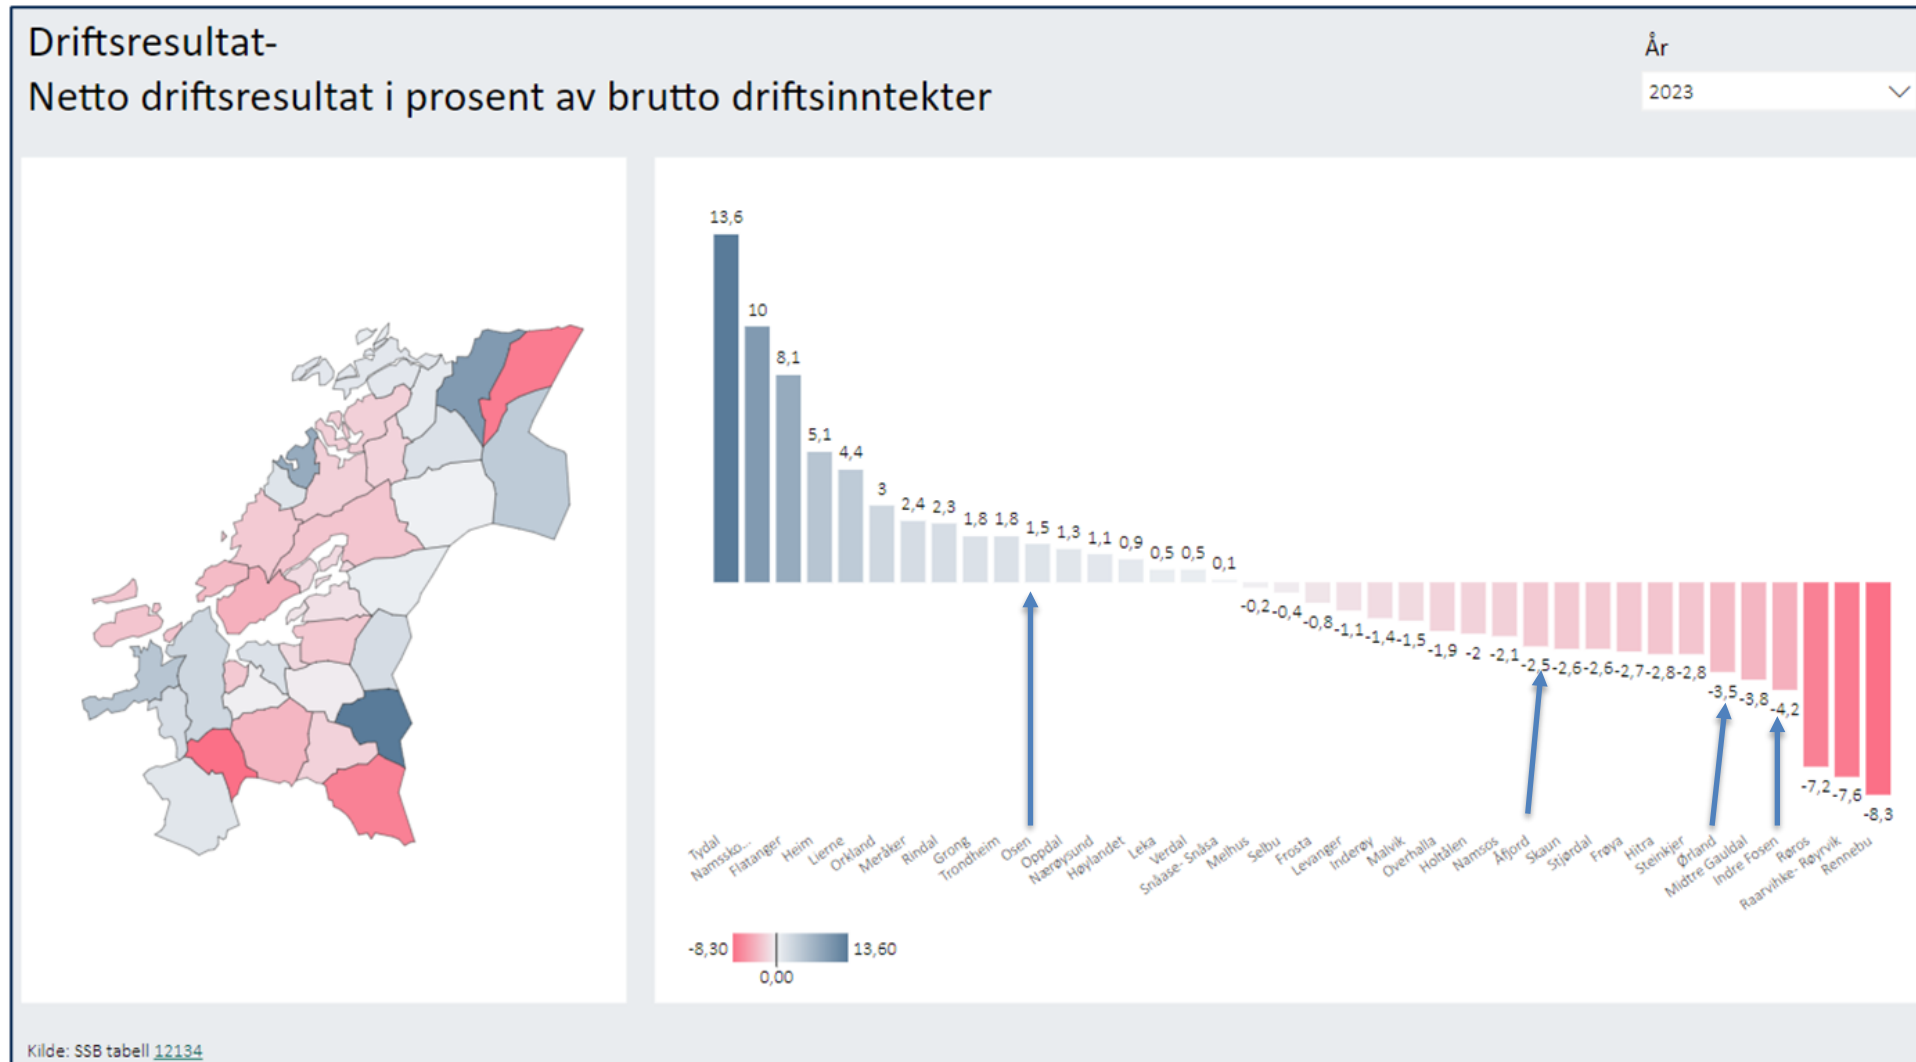 Driftsresultat-
Netto driftsresultat i prosent av brutto driftsinntekter
År
2023
13,6
10
8,1
5,1
4,4
3
2,4
2,3
1,8
1,8
1,5
1,3
1,1
0,9
0,5
0,5
0,1
-0,2
-0,4
-0,8
-1,1
-1,4
-1,5
-1,9
-2
-2,1
-2,5
-2,6
-2,6
-2,7
-2,8
-2,8
-3,5
-3,8
-4,2
-7,2
-7,6
-8,3
Tydal
Namssko...
Flatanger
Heim
Lierne
Orkland
Meråker
Rindal
Grong
Trondheim
Osen
Oppdal
Nærøysund
Høylandet
Leka
Verdal
Snåase- Snåsa
Melhus
Selbu
Frosta
Levanger
Inderøy
Malvik
Overhalla
Holtålen
Namsos
Åfjord
Skaun
Stjørdal
Frøya
Hitra
Steinkjer
Ørland
Midtre Gauldal
Indre Fosen
Røros
Raarvihke- Røyrvik
Rennebu
-8,30
13,60
0,00
Kilde: SSB tabell 12134